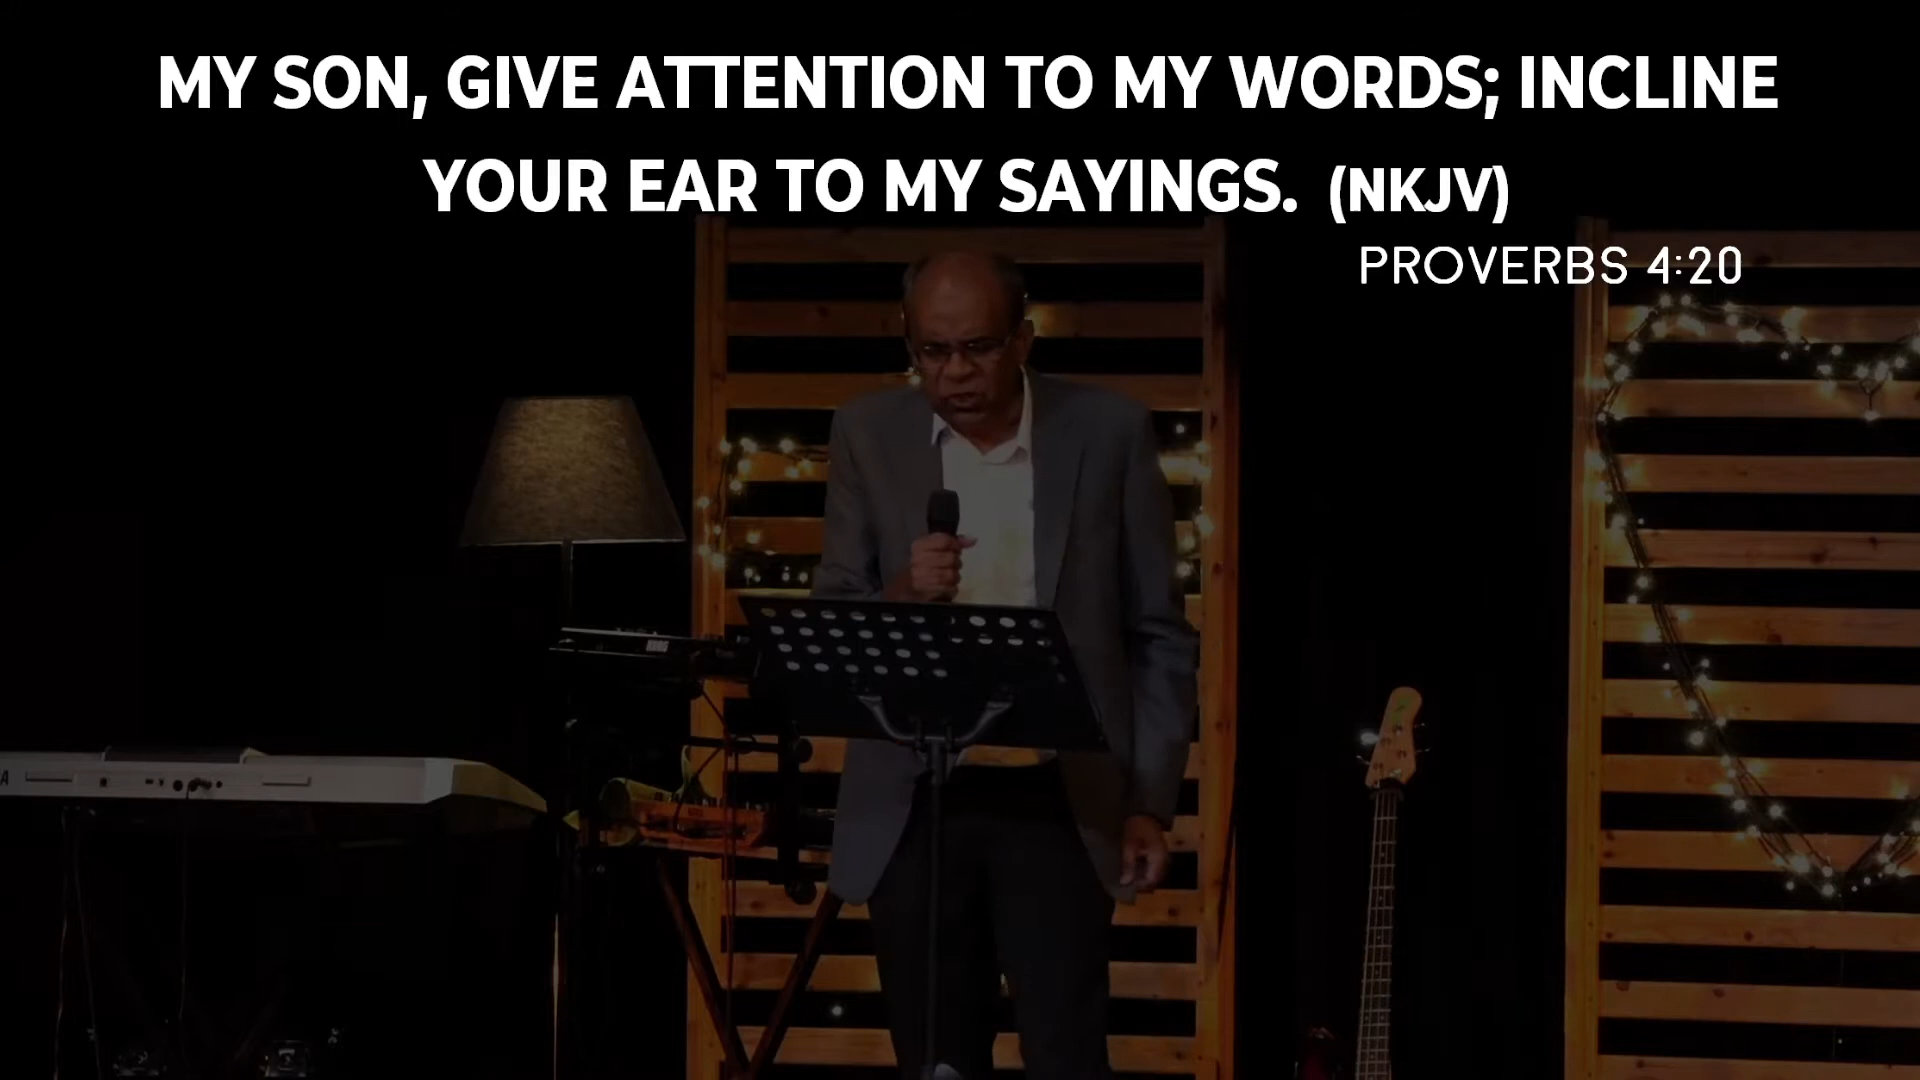 MY SON, GIVE ATTENTION TO MY WORDS; INCLINE
YOUR EAR TO MY SAYINGS. (NKJV)
PROVERBS 4:20